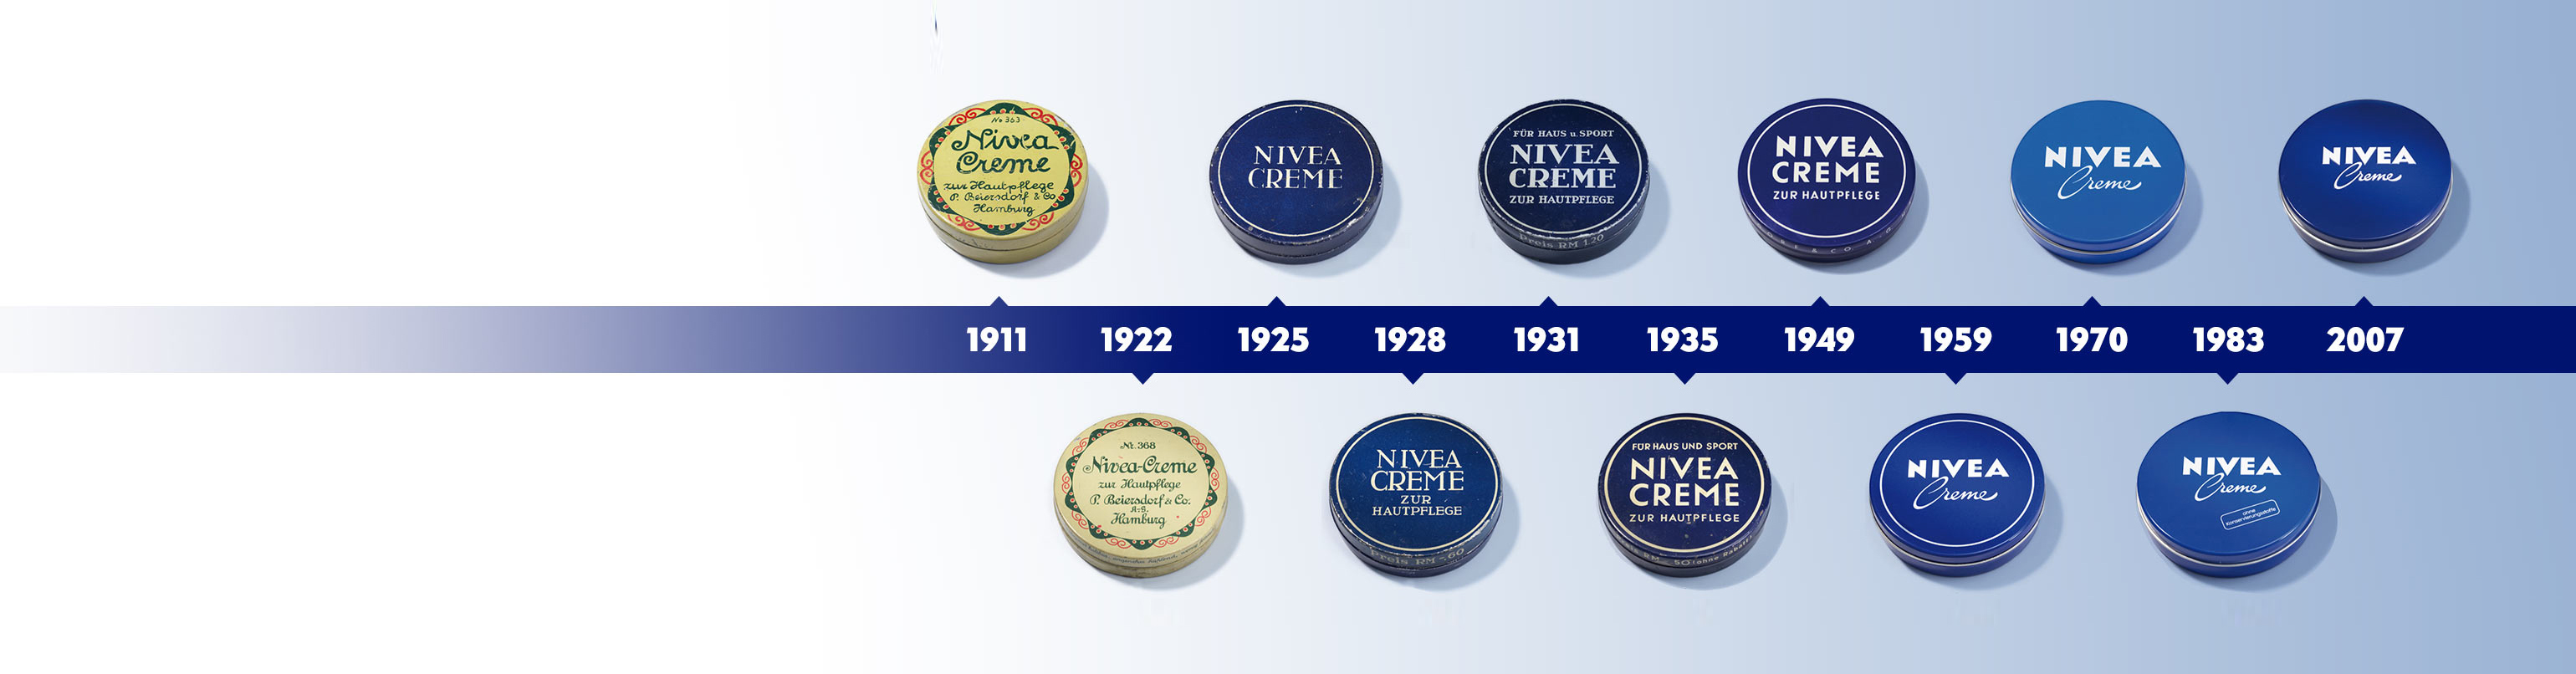 No 363
Nivea
Creme
zur Hautpflege
P. Beiersdorf & Co
Hamburg
NIVEA
CREME
FÜR HAUS u. SPORT
NIVEA
CREME
ZUR HAUTPFLEGE
Preis RM 1.20
NIVEA
CREME
ZUR HAUTPFLEGE
& CO. A.G.
NIVEA
Creme
NIVEA
Creme
1911 1922 1925 1928 1931 1935 1949 1959 1970 1983 2007
Nr. 368
Nivea-Creme
zur Hautpflege
P. Beiersdorf & Co.
A.-G.
Hamburg
NIVEA
CREME
ZUR
HAUTPFLEGE
Preis RM -.60
FÜR HAUS UND SPORT
NIVEA
CREME
ZUR HAUTPFLEGE
RM -.50 ohne Rabatt
NIVEA
Creme
NIVEA
Creme
ohne
Konservierungsstoffe